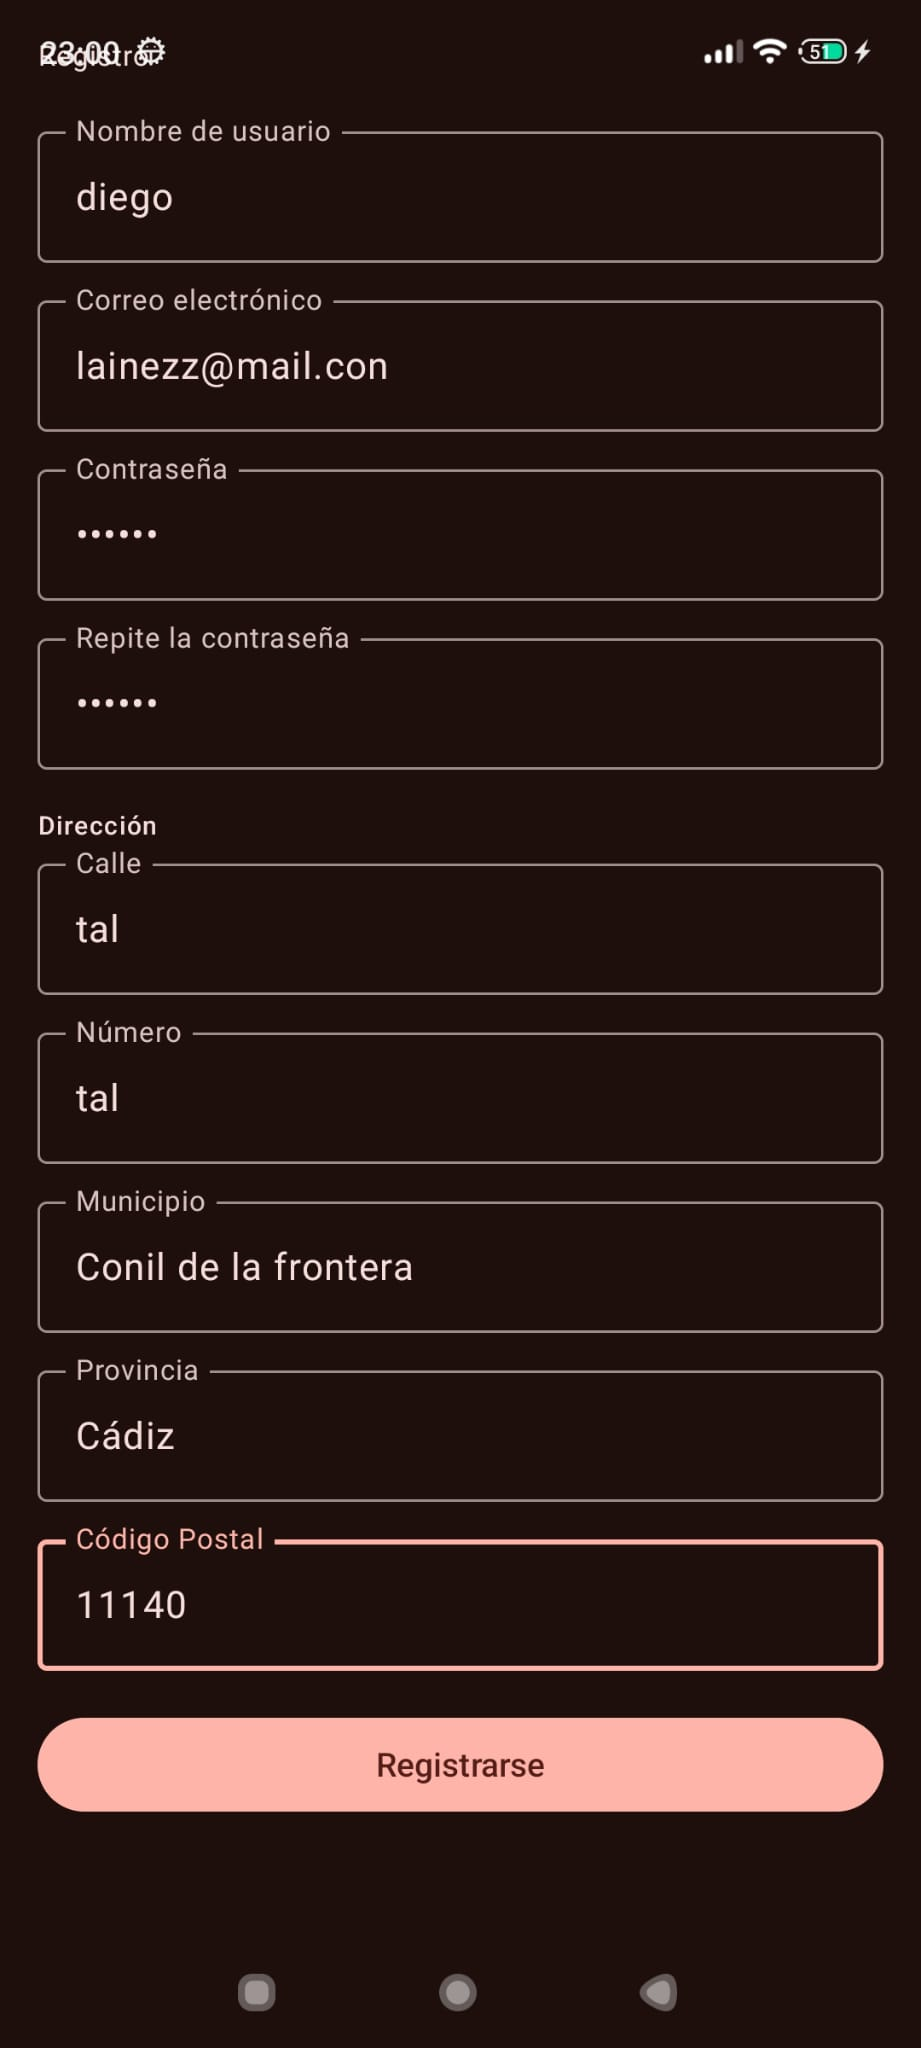 23:00
Registro
51
Nombre de usuario
diego
Correo electrónico
lainezz@mail.con
Contraseña
••••••
Repite la contraseña
••••••
Dirección
Calle
tal
Número
tal
Municipio
Conil de la frontera
Provincia
Cádiz
Código Postal
11140
Registrarse